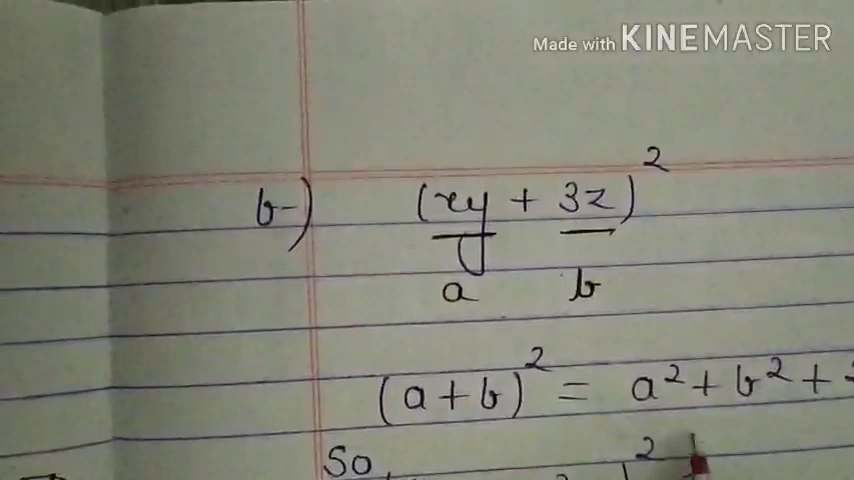 Made with KINEMASTER
b-) (xy + 3z)²
a b
(a+b)² = a² + b² +
So,